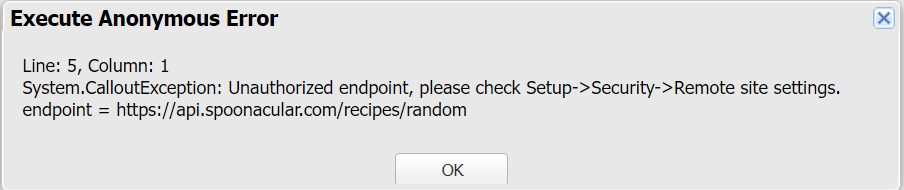 Execute Anonymous Error
Line: 5, Column: 1
System.CalloutException: Unauthorized endpoint, please check Setup->Security->Remote site settings.
endpoint = https://api.spoonacular.com/recipes/random
OK